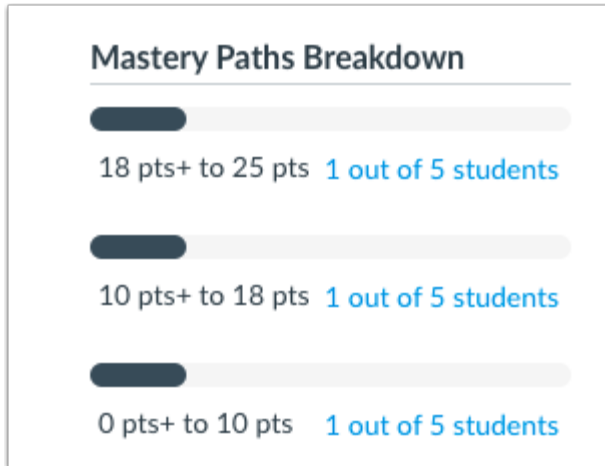 Mastery Paths Breakdown
18 pts+ to 25 pts 1 out of 5 students
10 pts+ to 18 pts 1 out of 5 students
0 pts+ to 10 pts 1 out of 5 students